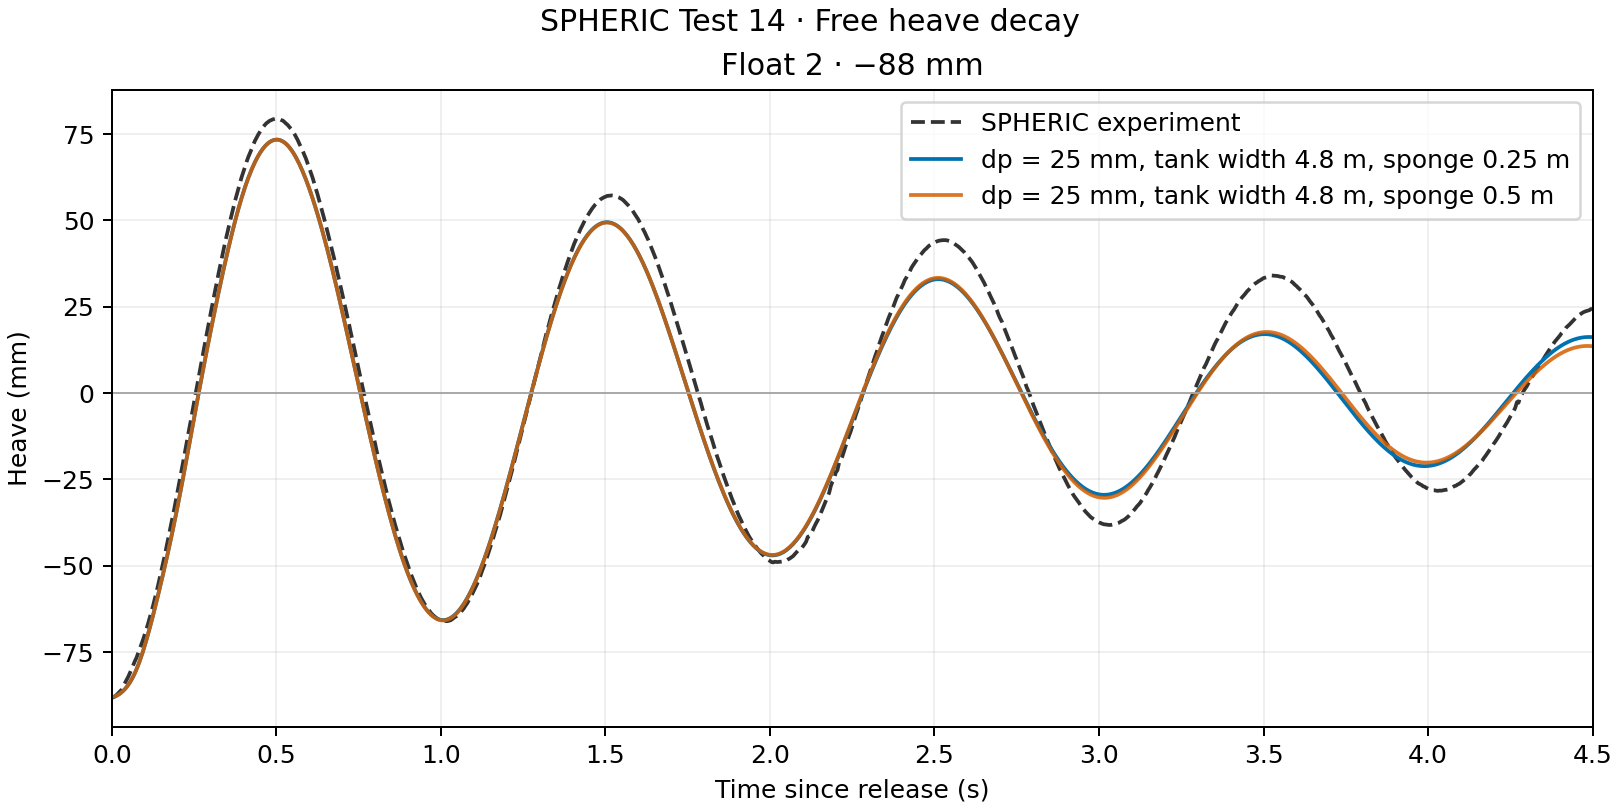 SPHERIC Test 14 · Free heave decay
Float 2 · −88 mm
SPHERIC experiment
dp = 25 mm, tank width 4.8 m, sponge 0.25 m
dp = 25 mm, tank width 4.8 m, sponge 0.5 m
Heave (mm)
75
50
25
0
−25
−50
−75
0.0 0.5 1.0 1.5 2.0 2.5 3.0 3.5 4.0 4.5
Time since release (s)